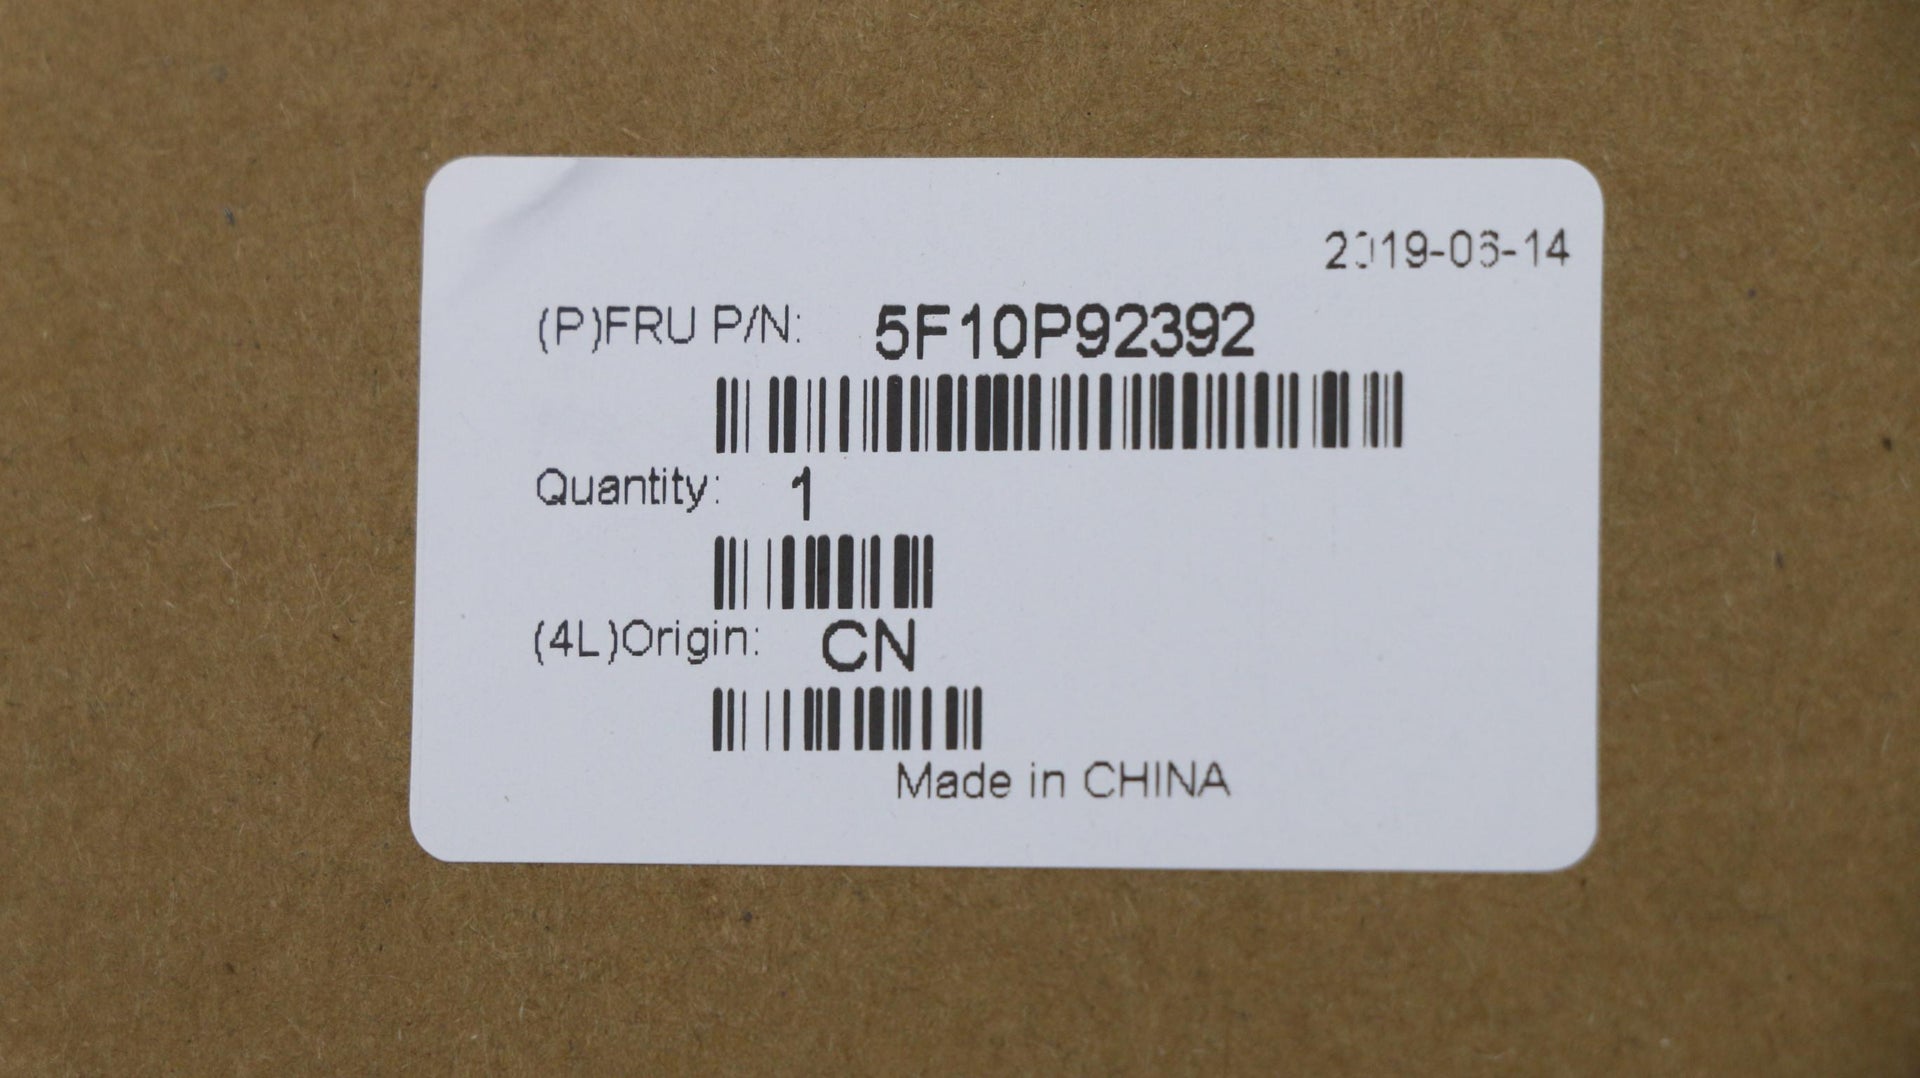 2019-06-14
(P)FRU P/N: 5F10P92392
Quantity: 1
(4L)Origin: CN
Made in CHINA